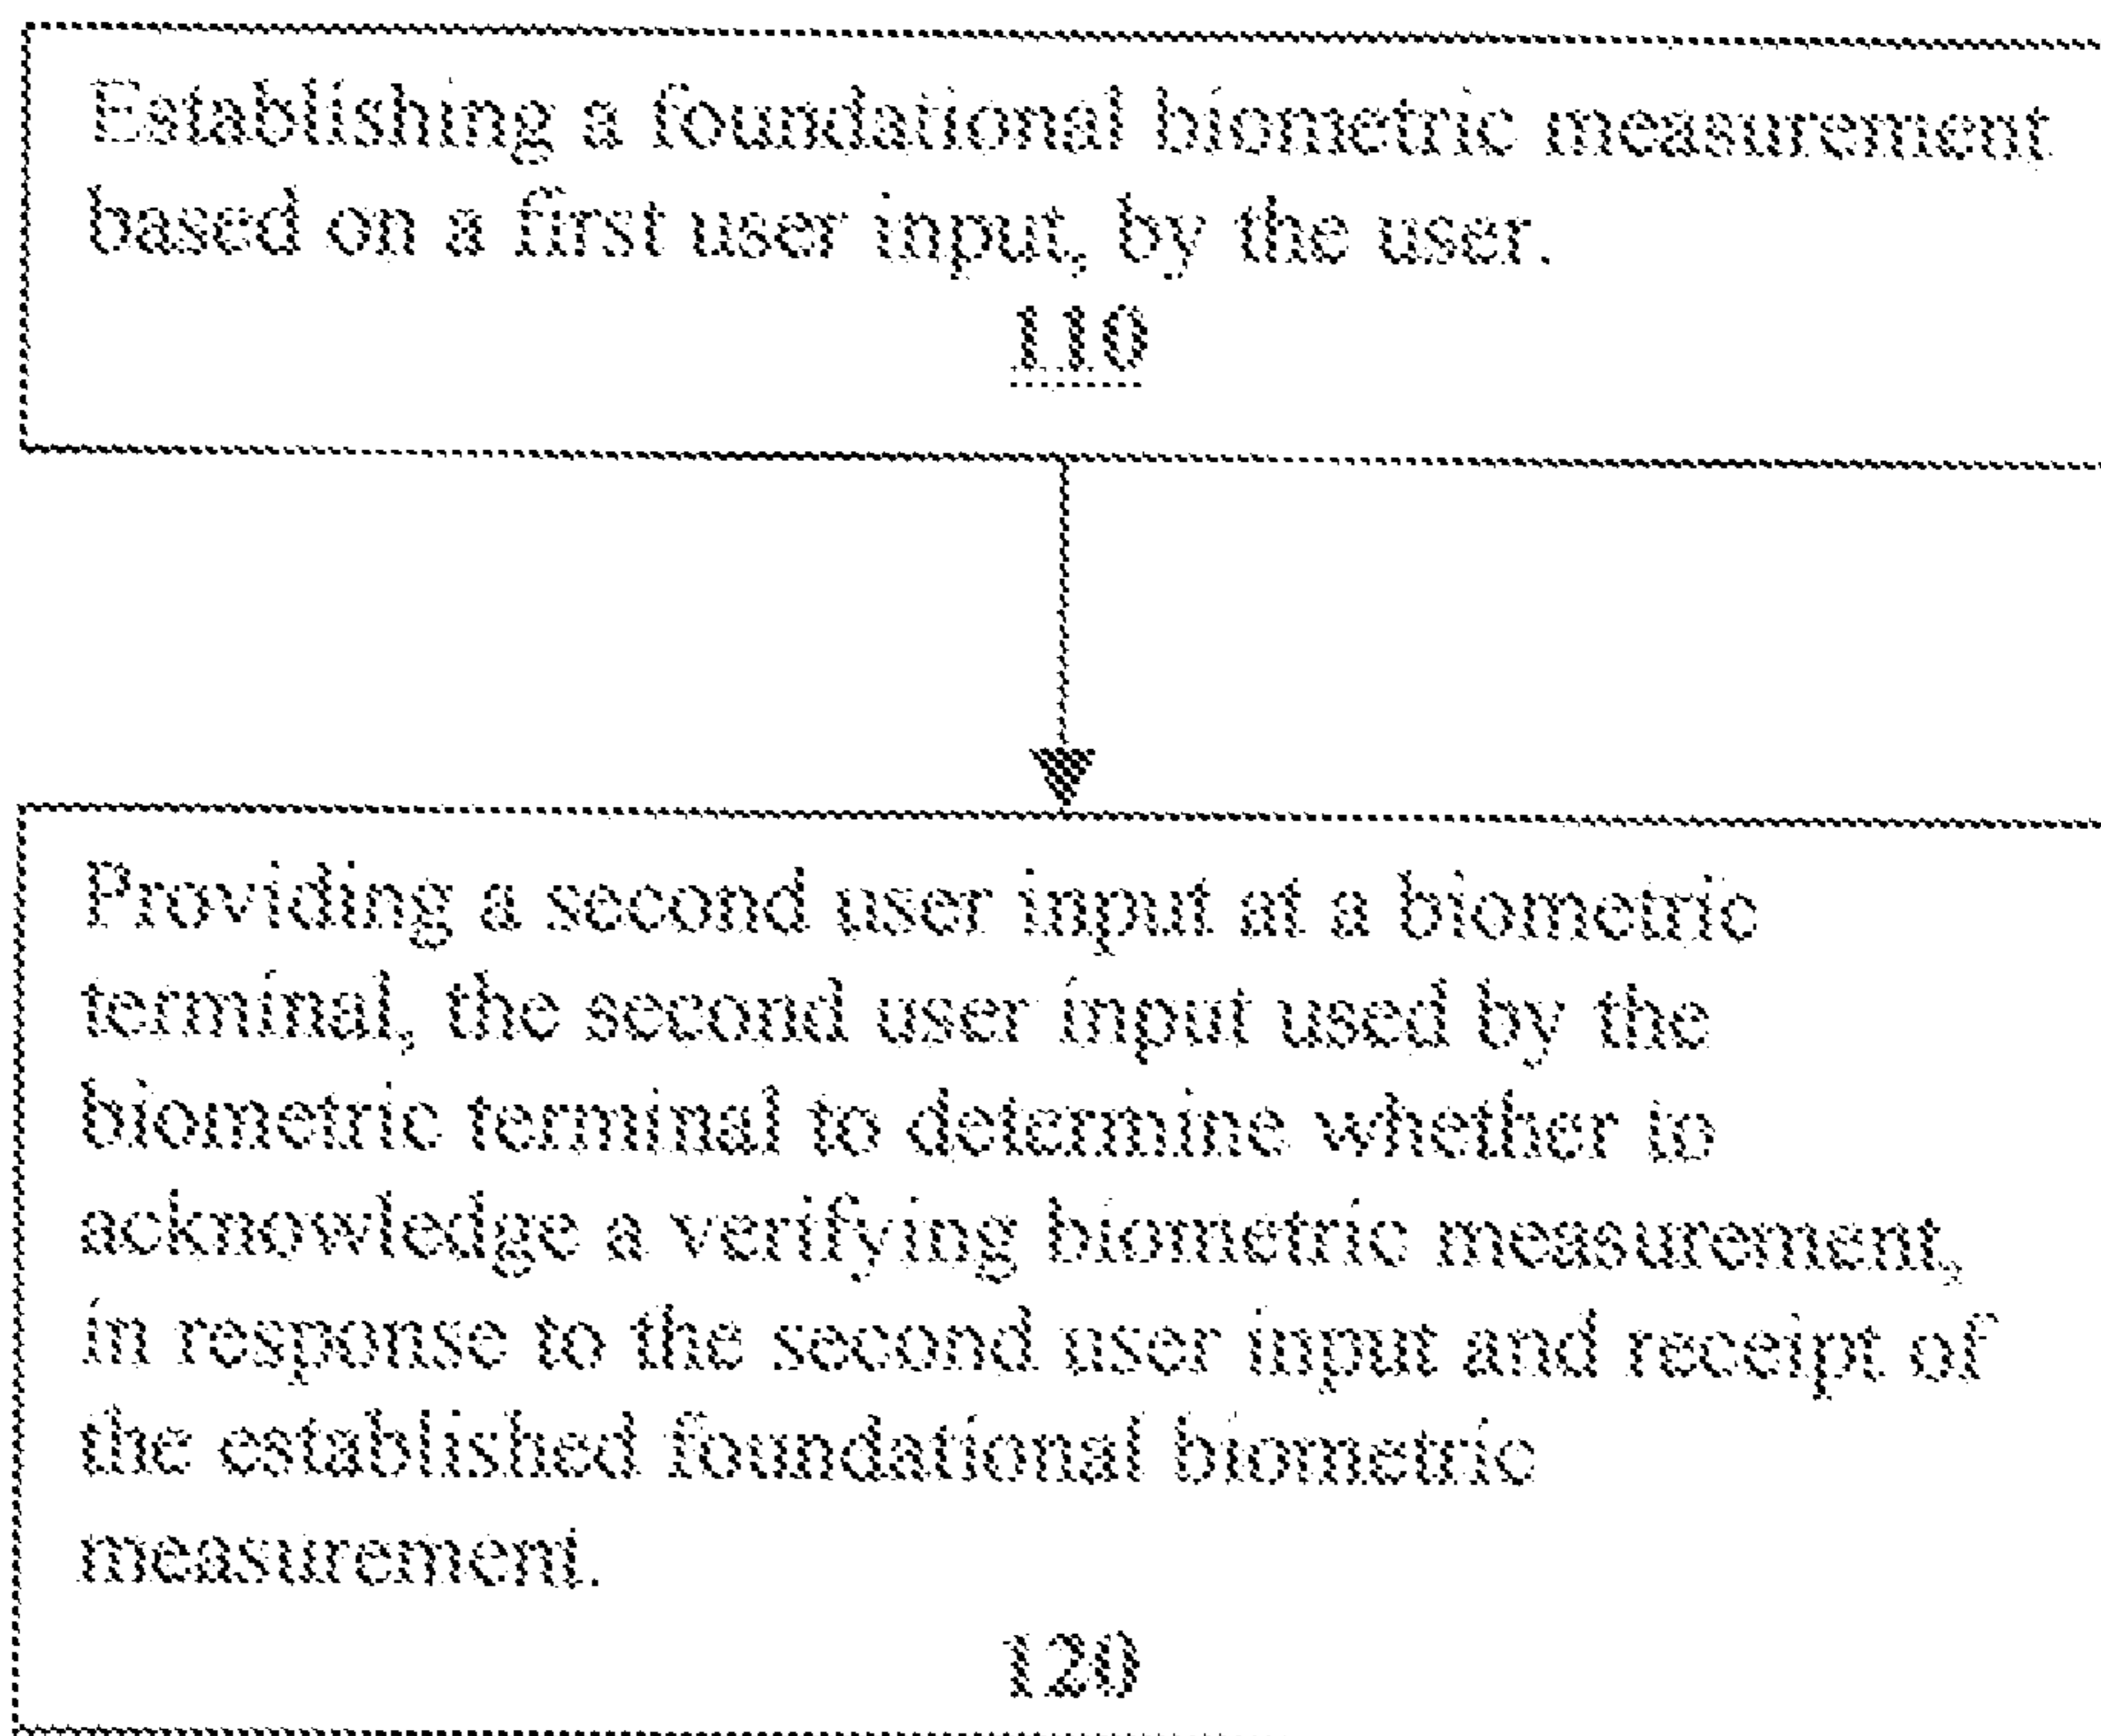 Establishing a foundational biometric measurement
based on a first user input, by the user.
110
Providing a second user input at a biometric
terminal, the second user input used by the
biometric terminal to determine whether to
acknowledge a verifying biometric measurement,
in response to the second user input and receipt of
the established foundational biometric
measurement.
120